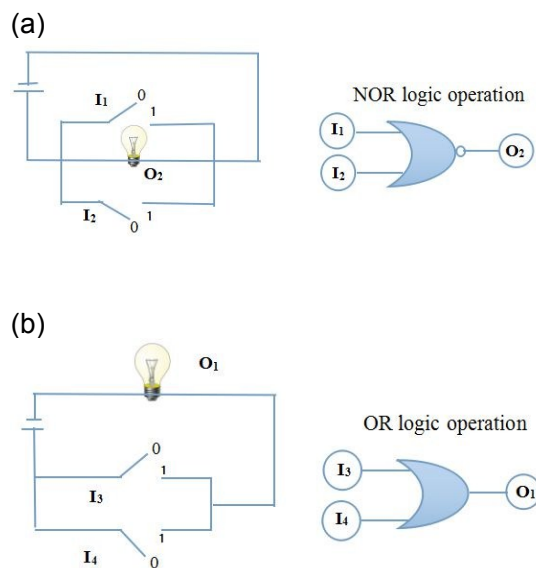 (a)
I₁ 0
1
O₂
I₂ 0 1
NOR logic operation
I₁
I₂
O₂
(b)
O₁
0
1
I₃
1
I₄ 0
OR logic operation
I₃
I₄
O₁